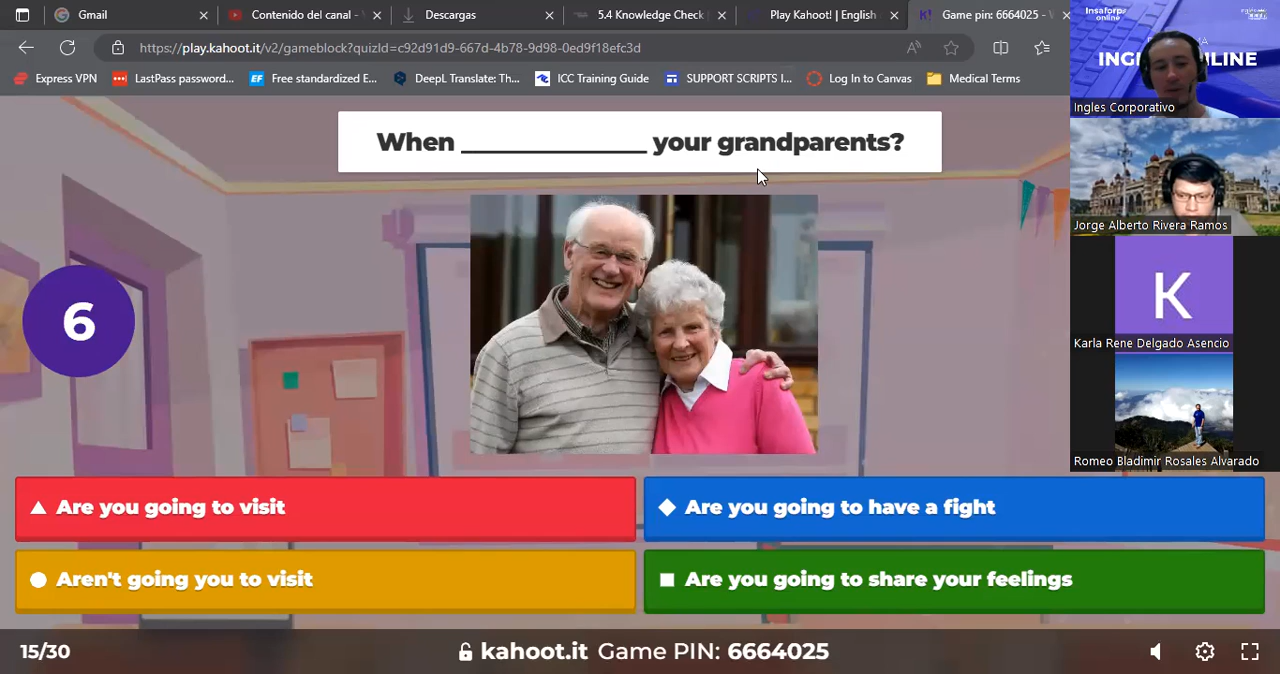 Gmail
Contenido del canal -
Descargas
5.4 Knowledge Check
Play Kahoot! | English
Game pin: 6664025 -
https://play.kahoot.it/v2/gameblock?quizId=c92d91d9-667d-4b78-9d98-0ed9f18efc3d
Express VPN
LastPass password...
Free standardized E...
DeepL Translate: Th...
ICC Training Guide
SUPPORT SCRIPTS I...
Log In to Canvas
Medical Terms
Insaforp
online
Ingles Corporativo
Jorge Alberto Rivera Ramos
K
Karla Rene Delgado Asencio
Romeo Bladimir Rosales Alvarado
When ______________ your grandparents?
6
Are you going to visit
Are you going to have a fight
Aren't going you to visit
Are you going to share your feelings
15/30
kahoot.it Game PIN: 6664025